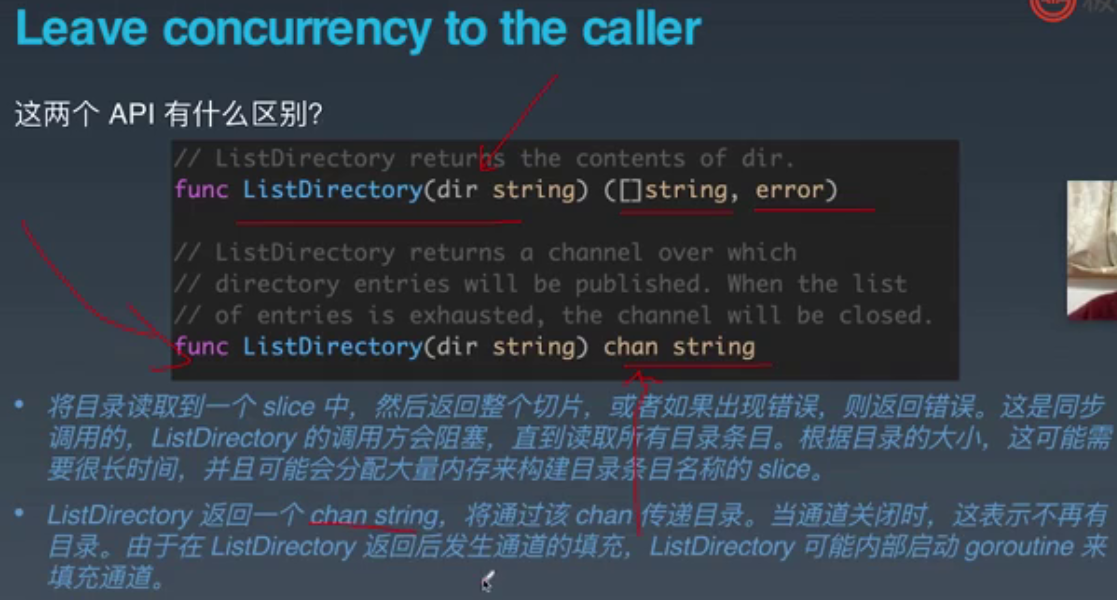 Leave concurrency to the caller
这两个 API 有什么区别?
// ListDirectory returns the contents of dir.
func ListDirectory(dir string) ([]string, error)
// ListDirectory returns a channel over which
// directory entries will be published. When the list
// of entries is exhausted, the channel will be closed.
func ListDirectory(dir string) chan string
• 将目录读取到一个 slice 中，然后返回整个切片，或者如果出现错误，则返回错误。这是同步
调用的，ListDirectory 的调用方会阻塞，直到读取所有目录条目。根据目录的大小，这可能需
要很长时间，并且可能会分配大量内存来构建目录条目名称的 slice。
• ListDirectory 返回一个 chan string，将通过该 chan 传递目录。当通道关闭时，这表示不再有
目录。由于在 ListDirectory 返回后发生通道的填充，ListDirectory 可能内部启动 goroutine 来
填充通道。